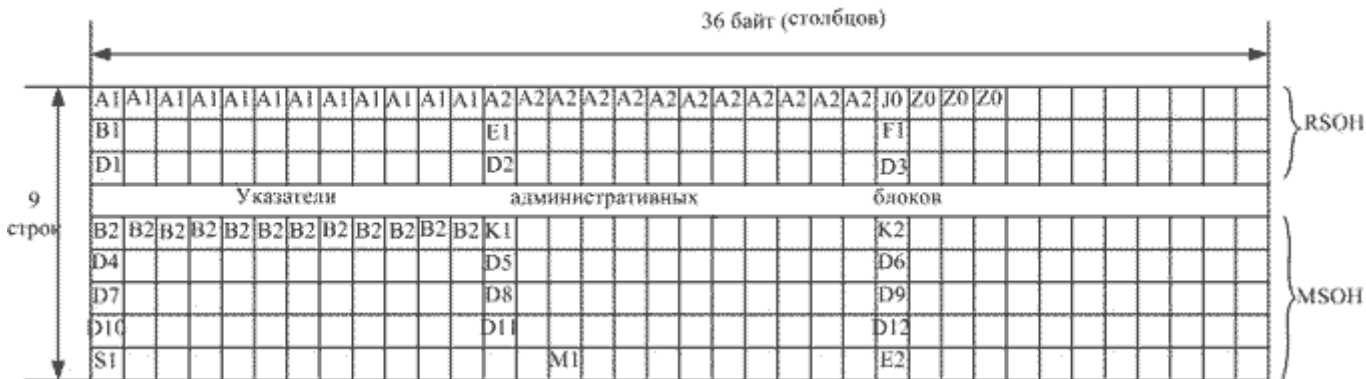 36 байт (столбцов)
A1 A1 A1 A1 A1 A1 A1 A1 A1 A1 A1 A1 A2 A2 A2 A2 A2 A2 A2 A2 A2 A2 A2 A2 J0 Z0 Z0 Z0
B1 E1 F1
RSOH
D1 D2 D3
9 строк
Указатели административных блоков
B2 B2 B2 B2 B2 B2 B2 B2 B2 B2 B2 B2 K1 K2
D4 D5 D6
D7 D8 D9
MSOH
D10 D11 D12
S1 M1 E2